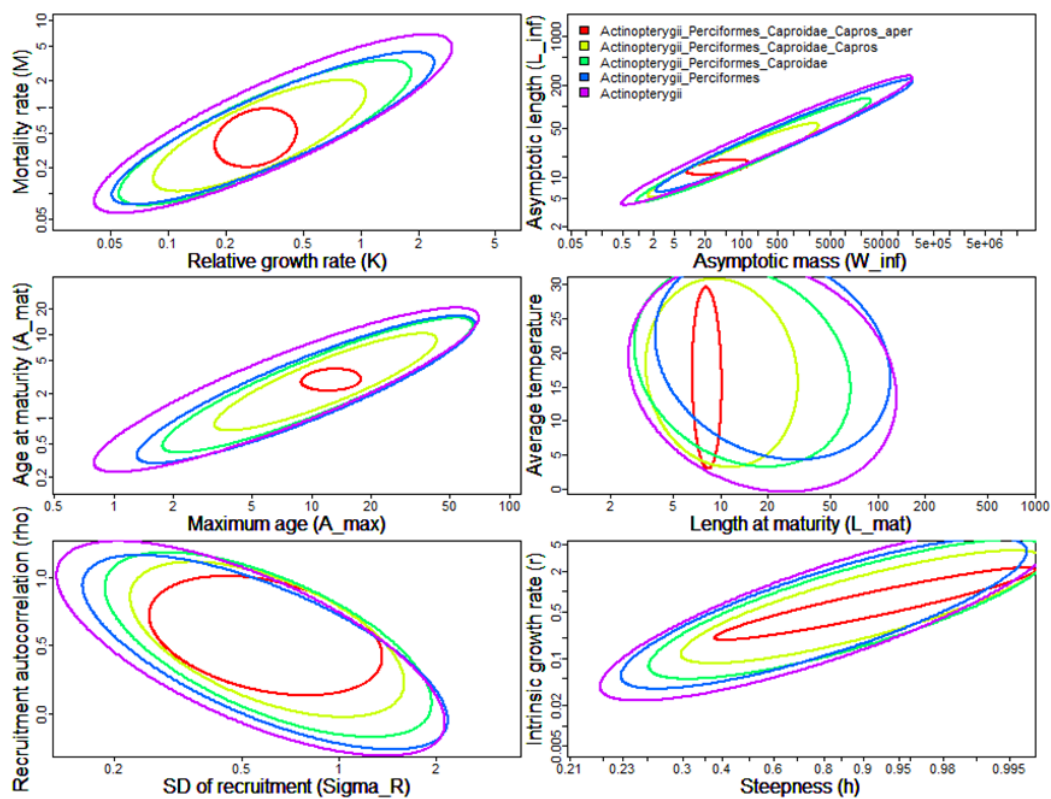 Mortality rate (M)
0.05 0.2 0.5 1 2 5 10
0.05 0.1 0.2 0.5 1 2 5
Relative growth rate (K)
Asymptotic length (L_inf)
2 5 10 50 200 1000
Actinopterygii_Perciformes_Caproidae_Capros_aper
Actinopterygii_Perciformes_Caproidae_Capros
Actinopterygii_Perciformes_Caproidae
Actinopterygii_Perciformes
Actinopterygii
0.05 0.5 2 5 20 100 500 5000 50000 5e+05 5e+06
Asymptotic mass (W_inf)
Age at maturity (A_mat)
0.2 0.5 1 2 5 10 20
0.5 1 2 5 10 20 50 100
Maximum age (A_max)
Average temperature
0 5 10 15 20 25 30
2 5 10 20 50 100 200 500 1000
Length at maturity (L_mat)
Recruitment autocorrelation (rho)
0.0 0.5 1.0
0.2 0.5 1 2
SD of recruitment (Sigma_R)
Intrinsic growth rate (r)
0.005 0.02 0.1 0.5 2 5
0.21 0.23 0.3 0.4 0.6 0.8 0.9 0.95 0.98 0.995
Steepness (h)